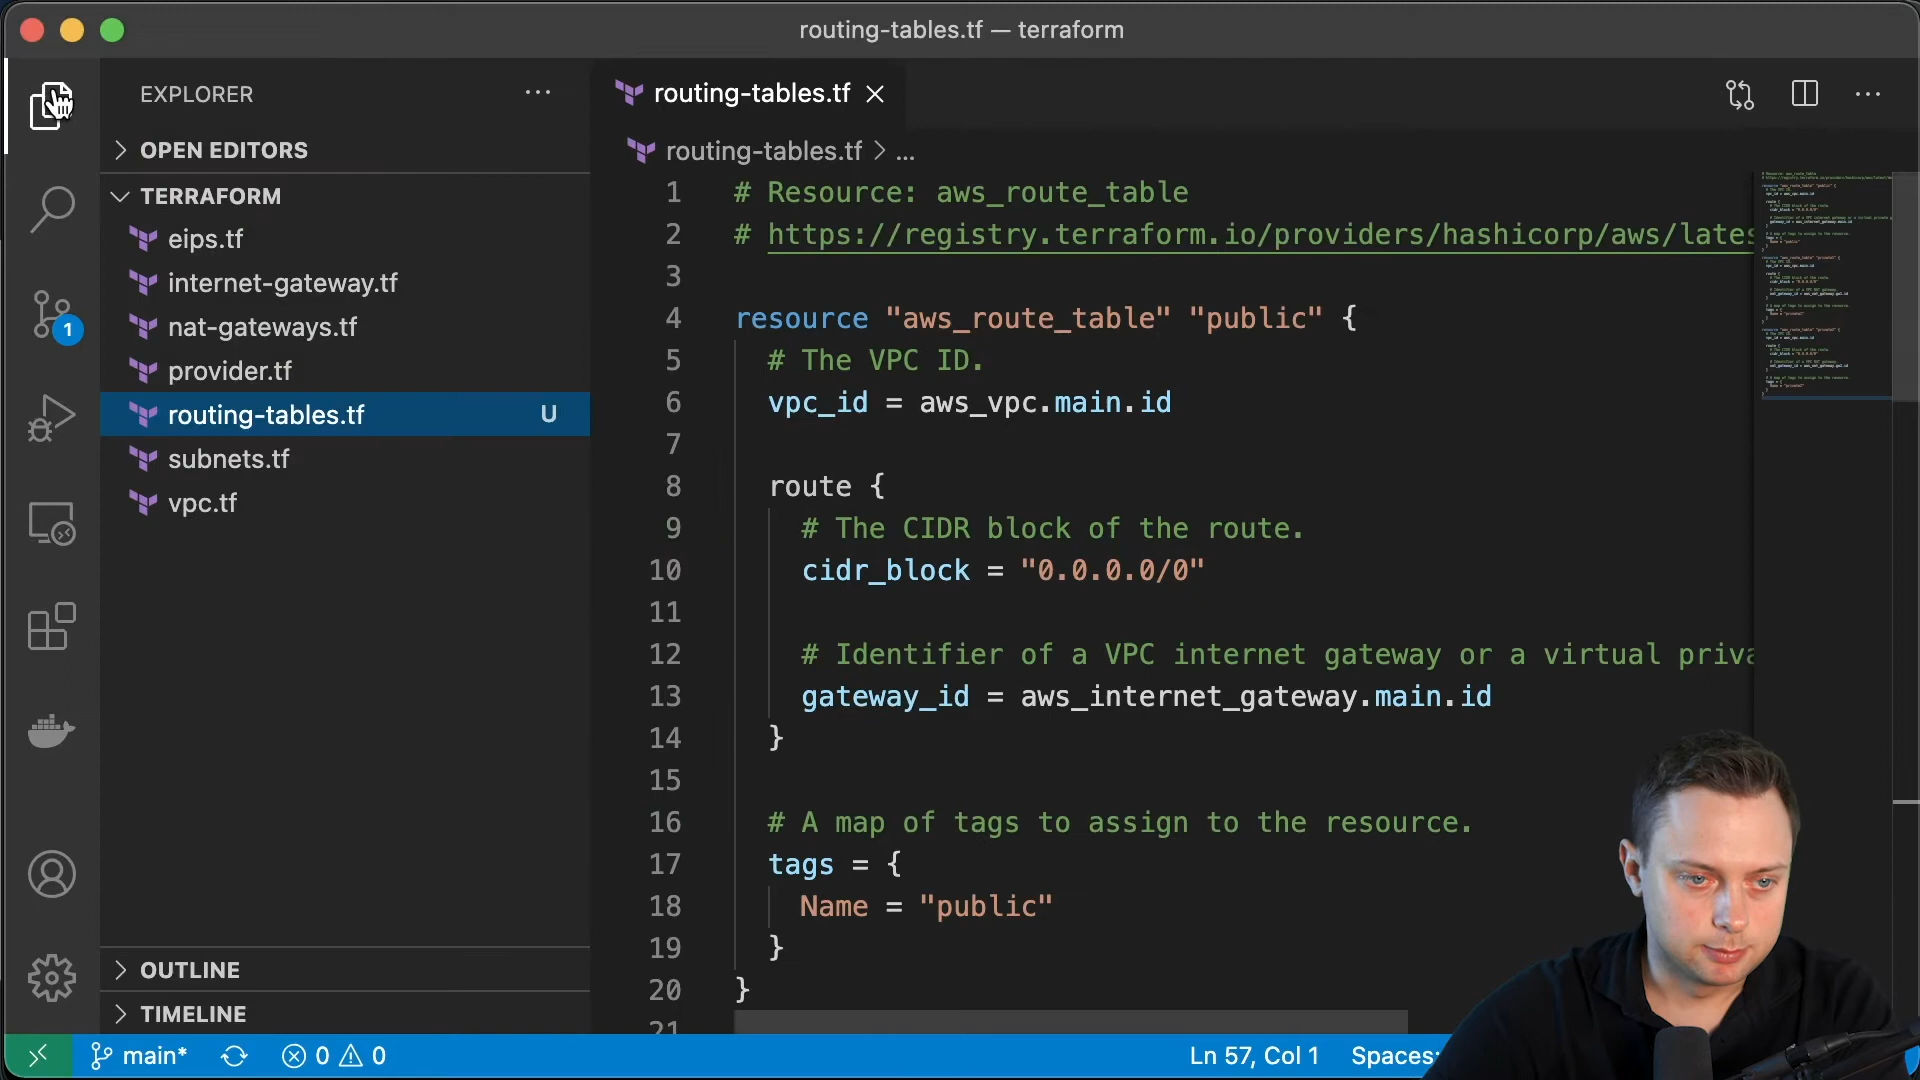 routing-tables.tf — terraform
EXPLORER
OPEN EDITORS
TERRAFORM
eips.tf
internet-gateway.tf
nat-gateways.tf
provider.tf
routing-tables.tf U
subnets.tf
vpc.tf
OUTLINE
TIMELINE
1
routing-tables.tf
routing-tables.tf > ...
1 # Resource: aws_route_table
2 # https://registry.terraform.io/providers/hashicorp/aws/lates
3
4 resource "aws_route_table" "public" {
5 # The VPC ID.
6 vpc_id = aws_vpc.main.id
7
8 route {
9 # The CIDR block of the route.
10 cidr_block = "0.0.0.0/0"
11
12 # Identifier of a VPC internet gateway or a virtual priva
13 gateway_id = aws_internet_gateway.main.id
14 }
15
16 # A map of tags to assign to the resource.
17 tags = {
18 Name = "public"
19 }
20 }
21
main* 0 0 Ln 57, Col 1 Spaces: